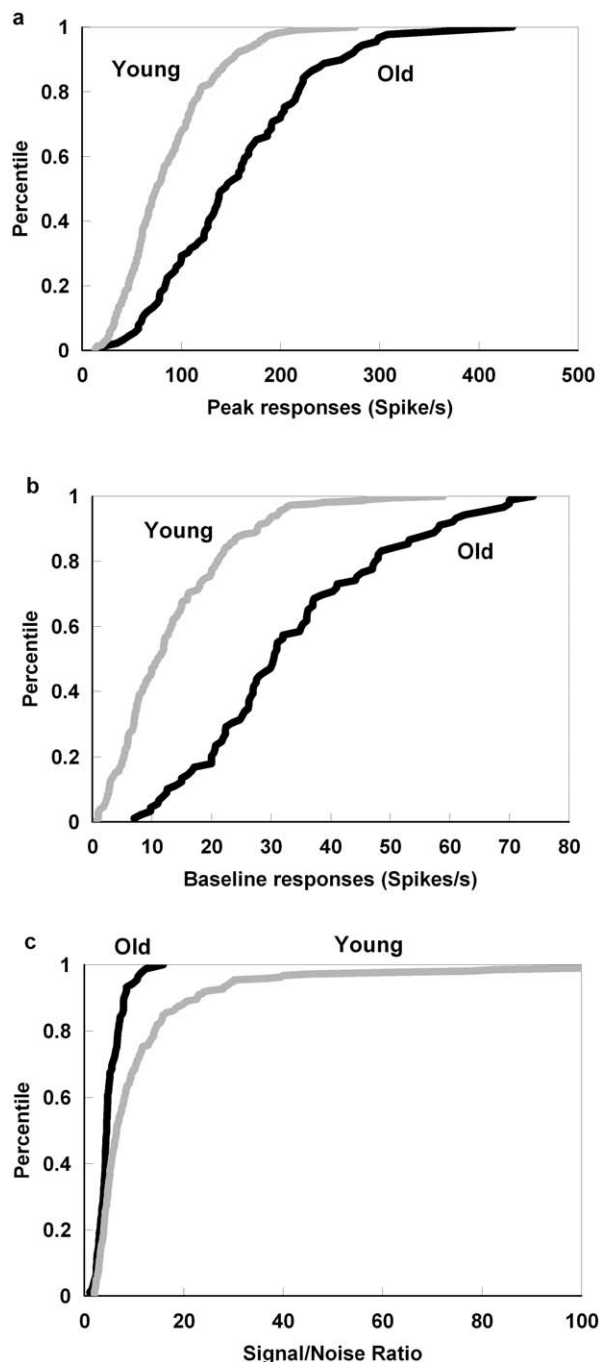 a
1
Young
Old
0.8
0.6
0.4
0.2
0
0 100 200 300 400 500
Percentile
Peak responses (Spike/s)
b
1
Young
Old
0.8
0.6
0.4
0.2
0
0 10 20 30 40 50 60 70 80
Percentile
Baseline responses (Spikes/s)
c
Old Young
1
0.8
0.6
0.4
0.2
0
0 20 40 60 80 100
Percentile
Signal/Noise Ratio